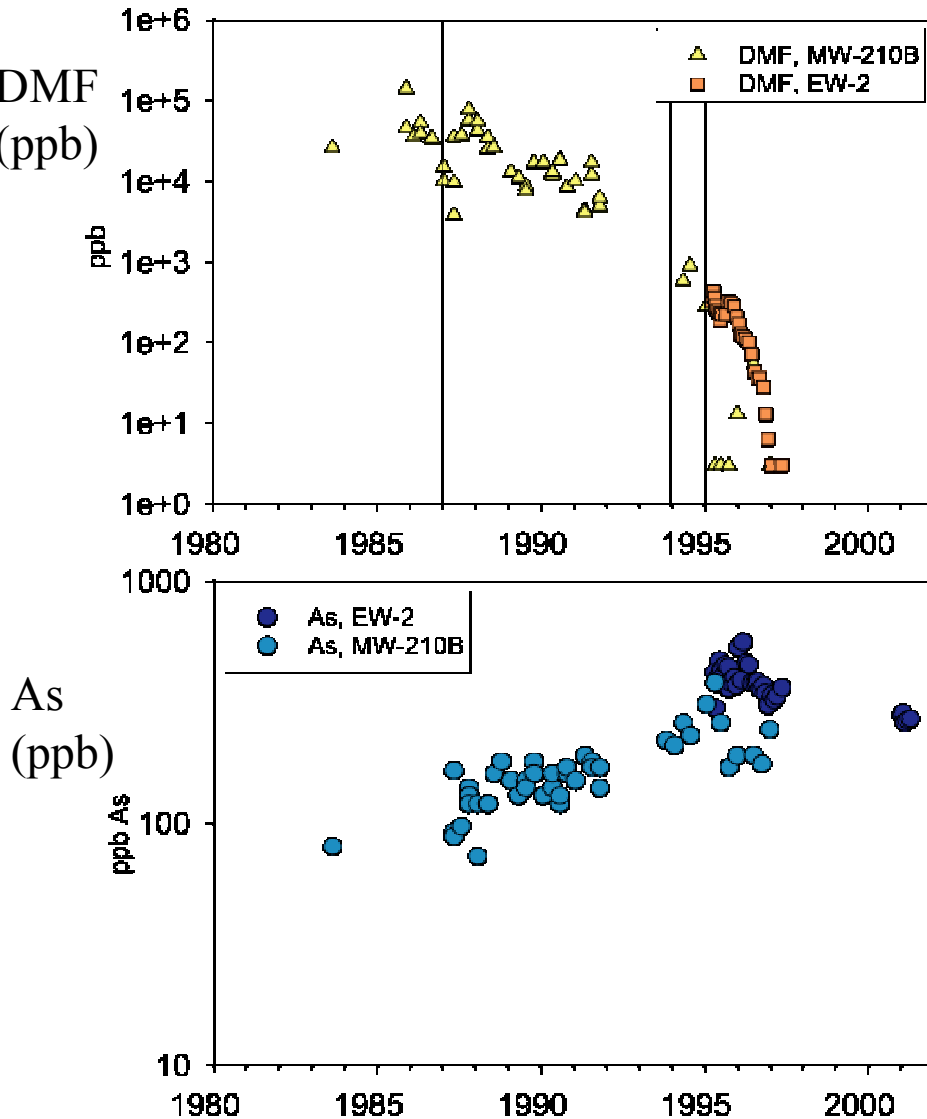 DMF
(ppb)
ppb
1e+6
1e+5
1e+4
1e+3
1e+2
1e+1
1e+0
DMF, MW-210B
DMF, EW-2
1980 1985 1990 1995 2000
As
(ppb)
ppb As
1000
100
10
As, EW-2
As, MW-210B
1980 1985 1990 1995 2000